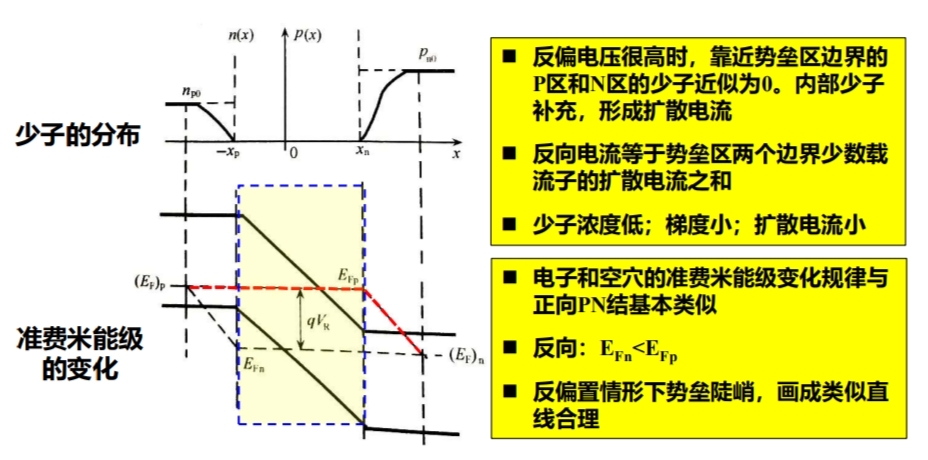 少子的分布
n(x)
p(x)
n_{p0}
p_{n0}
-x_p
0
x_n
x
■ 反偏电压很高时，靠近势垒区边界的
P区和N区的少子近似为0。内部少子
补充，形成扩散电流
■ 反向电流等于势垒区两个边界少数载
流子的扩散电流之和
■ 少子浓度低；梯度小；扩散电流小
准费米能级
的变化
(E_F)_p
E_{Fp}
qV_R
E_{Fn}
(E_F)_n
■ 电子和空穴的准费米能级变化规律与
正向PN结基本类似
■ 反向：E_{Fn}<E_{Fp}
■ 反偏置情形下势垒陡峭，画成类似直
线合理